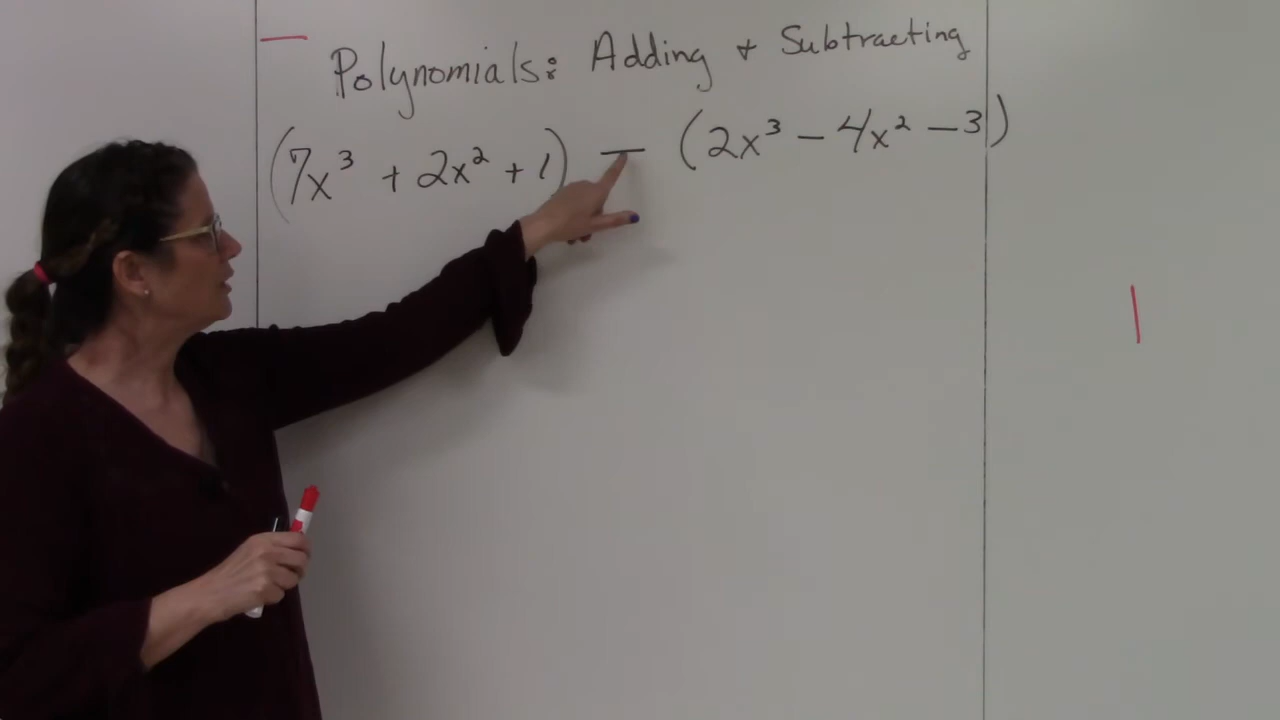 Polynomials: Adding & Subtracting
(7x³ + 2x² + 1) − (2x³ − 4x² − 3)